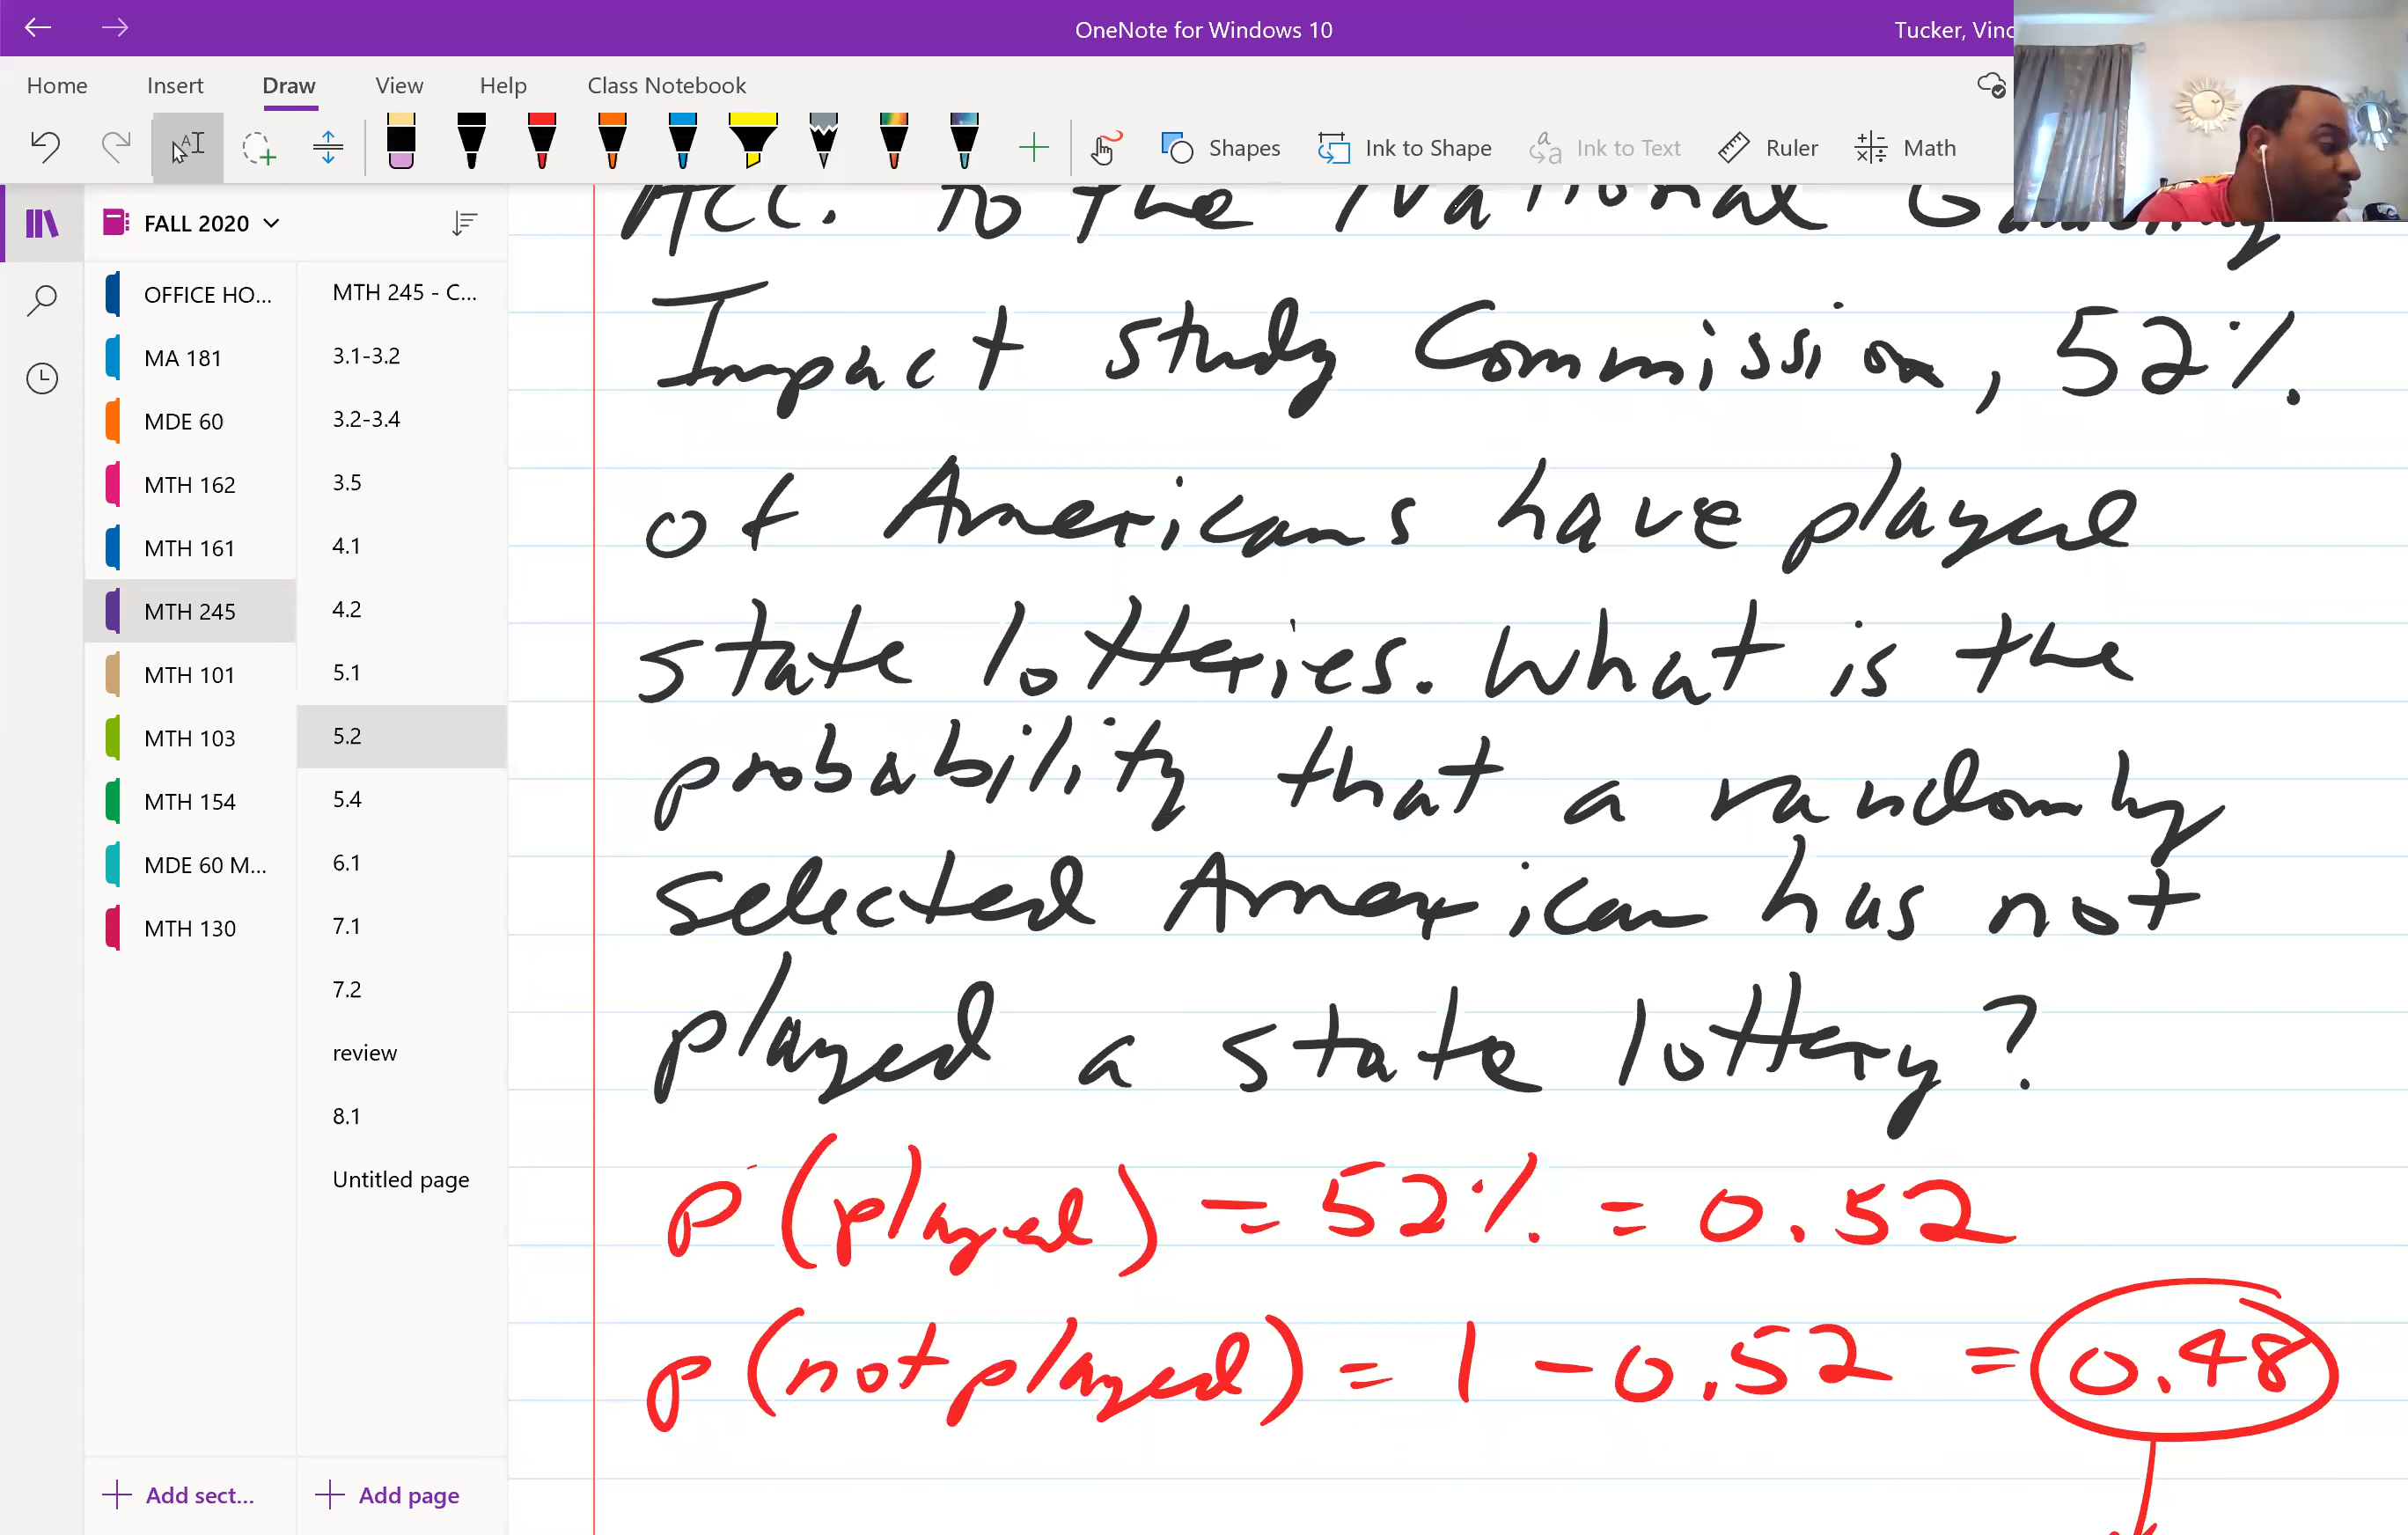 OneNote for Windows 10
Tucker, Vinc
Home Insert Draw View Help Class Notebook
Shapes Ink to Shape Ink to Text Ruler Math
FALL 2020
OFFICE HO...
MA 181
MDE 60
MTH 162
MTH 161
MTH 245
MTH 101
MTH 103
MTH 154
MDE 60 M...
MTH 130
Add sect...
MTH 245 - C...
3.1-3.2
3.2-3.4
3.5
4.1
4.2
5.1
5.2
5.4
6.1
7.1
7.2
review
8.1
Untitled page
Add page
Acc. to the National
Impact study Commission, 52%
of Americans have played
state lotteries. What is the
probability that a randomly
selected American has not
played a state lottery?
P(played) = 52% = 0.52
P(not played) = 1 - 0.52 = 0.48